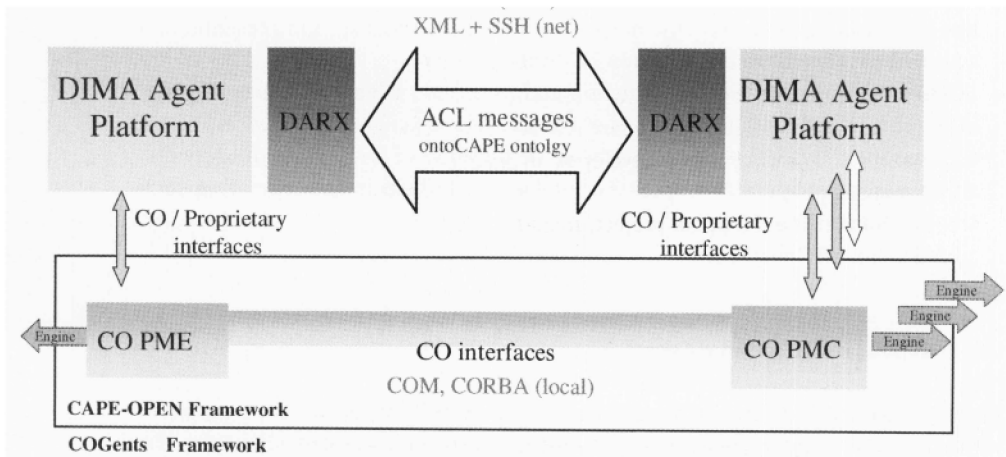 XML + SSH (net)
DIMA Agent
Platform
DARX
ACL messages
ontoCAPE ontolgy
DARX
DIMA Agent
Platform
CO / Proprietary
interfaces
CO / Proprietary
interfaces
Engine
CO PME
CO interfaces
COM, CORBA (local)
CO PMC
Engine
Engine
Engine
CAPE-OPEN Framework
COGents Framework